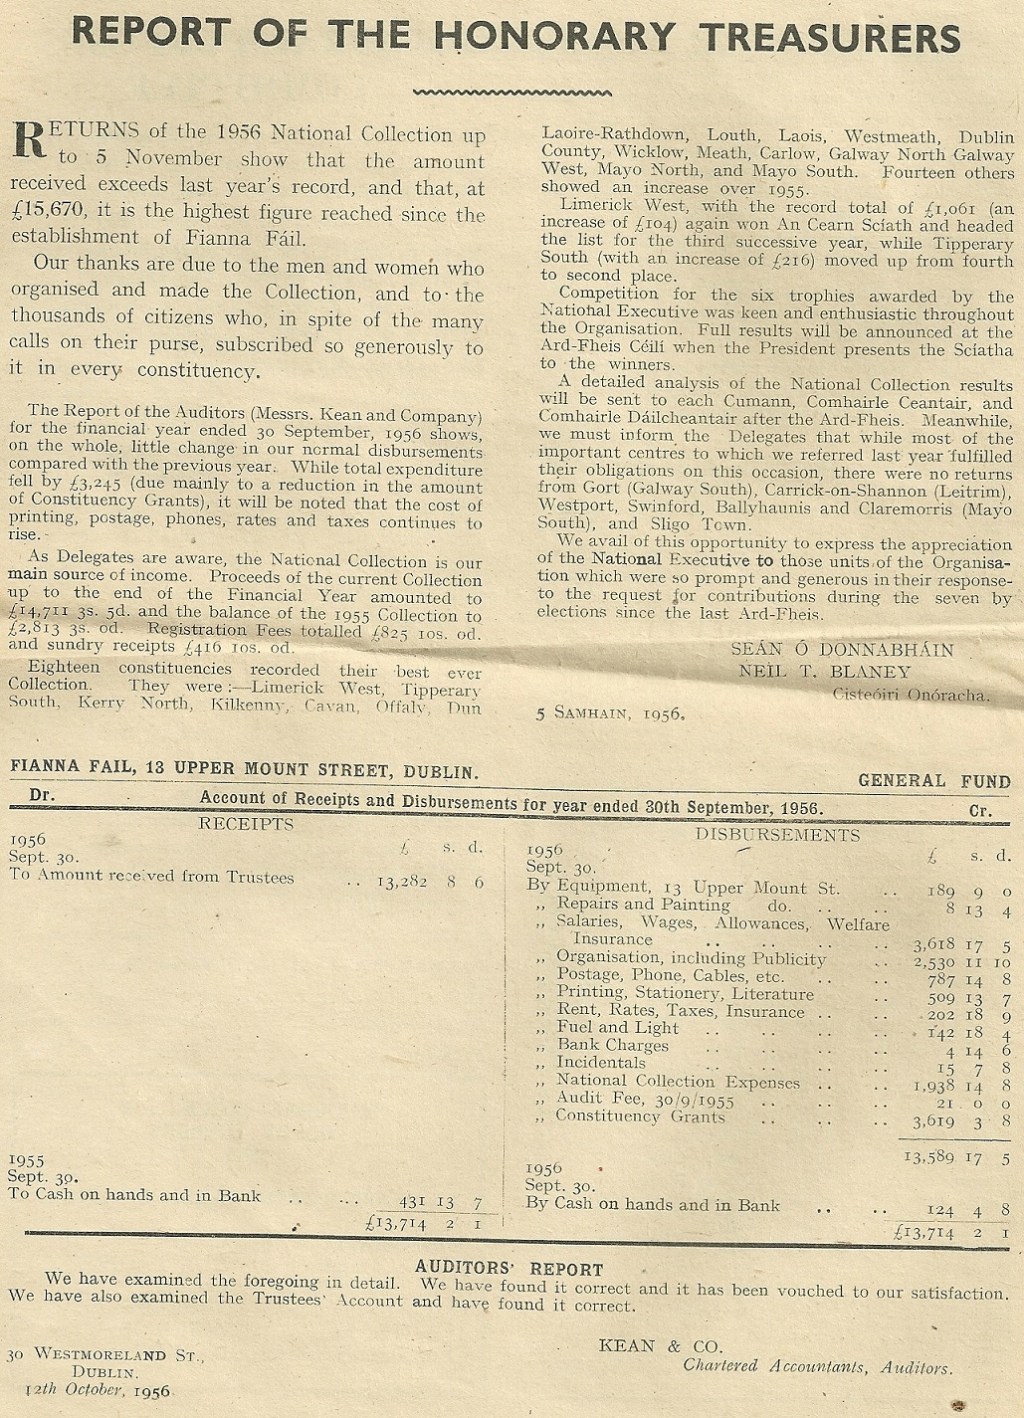 REPORT OF THE HONORARY TREASURERS
RETURNS of the 1956 National Collection up
to 5 November show that the amount
received exceeds last year's record, and that, at
£15,670, it is the highest figure reached since the
establishment of Fianna Fáil.
Our thanks are due to the men and women who
organised and made the Collection, and to the
thousands of citizens who, in spite of the many
calls on their purse, subscribed so generously to
it in every constituency.
The Report of the Auditors (Messrs. Kean and Company)
for the financial year ended 30 September, 1956 shows,
on the whole, little change in our normal disbursements
compared with the previous year. While total expenditure
fell by £3,245 (due mainly to a reduction in the amount
of Constituency Grants), it will be noted that the cost of
printing, postage, phones, rates and taxes continues to
rise.
As Delegates are aware, the National Collection is our
main source of income. Proceeds of the current Collection
up to the end of the Financial Year amounted to
£14,711 3s. 5d. and the balance of the 1955 Collection to
£2,813 3s. 0d. Registration Fees totalled £825 10s. 0d.
and sundry receipts £416 10s. 0d.
Eighteen constituencies recorded their best ever
Collection. They were :—Limerick West, Tipperary
South, Kerry North, Kilkenny, Cavan, Offaly, Dun
Laoire-Rathdown, Louth, Laois, Westmeath, Dublin
County, Wicklow, Meath, Carlow, Galway North Galway
West, Mayo North, and Mayo South. Fourteen others
showed an increase over 1955.
Limerick West, with the record total of £1,061 (an
increase of £104) again won An Cearn Scíath and headed
the list for the third successive year, while Tipperary
South (with an increase of £216) moved up from fourth
to second place.
Competition for the six trophies awarded by the
National Executive was keen and enthusiastic throughout
the Organisation. Full results will be announced at the
Ard-Fheis Céilí when the President presents the Sciatha
to the winners.
A detailed analysis of the National Collection results
will be sent to each Cumann, Comhairle Ceantair, and
Comhairle Dáilcheantair after the Ard-Fheis. Meanwhile,
we must inform the Delegates that while most of the
important centres to which we referred last year fulfilled
their obligations on this occasion, there were no returns
from Gort (Galway South), Carrick-on-Shannon (Leitrim),
Westport, Swinford, Ballyhaunis and Claremorris (Mayo
South), and Sligo Town.
We avail of this opportunity to express the appreciation
of the National Executive to those units of the Organisa-
tion which were so prompt and generous in their response
to the request for contributions during the seven by
elections since the last Ard-Fheis.
SEÁN Ó DONNABHÁIN
NEIL T. BLANEY
Cisteóiri Onóracha.
5 SAMHAIN, 1956.
FIANNA FAIL, 13 UPPER MOUNT STREET, DUBLIN.
GENERAL FUND
Dr. Account of Receipts and Disbursements for year ended 30th September, 1956. Cr.
RECEIPTS
1956 £ s. d.
Sept. 30.
To Amount received from Trustees .. 13,282 8 6
1955
Sept. 30.
To Cash on hands and in Bank .. ... 431 13 7
£13,714 2 1
DISBURSEMENTS
1956 £ s. d.
Sept. 30.
By Equipment, 13 Upper Mount St. .. 189 9 0
,, Repairs and Painting do. .. .. 8 13 4
,, Salaries, Wages, Allowances, Welfare
Insurance .. .. .. .. 3,618 17 5
,, Organisation, including Publicity .. 2,530 11 10
,, Postage, Phone, Cables, etc. .. .. 787 14 8
,, Printing, Stationery, Literature .. 509 13 7
,, Rent, Rates, Taxes, Insurance .. .. 202 18 9
,, Fuel and Light .. .. .. .. 142 18 4
,, Bank Charges .. .. .. .. 4 14 6
,, Incidentals .. .. .. .. 15 7 8
,, National Collection Expenses .. .. 1,938 14 8
,, Audit Fee, 30/9/1955 .. .. .. 21 0 0
,, Constituency Grants .. .. .. 3,619 3 8
13,589 17 5
1956
Sept. 30.
By Cash on hands and in Bank .. .. 124 4 8
£13,714 2 1
AUDITORS' REPORT
We have examined the foregoing in detail. We have found it correct and it has been vouched to our satisfaction.
We have also examined the Trustees' Account and have found it correct.
KEAN & CO.
Chartered Accountants, Auditors.
30 WESTMORELAND ST.,
DUBLIN.
12th October, 1956.